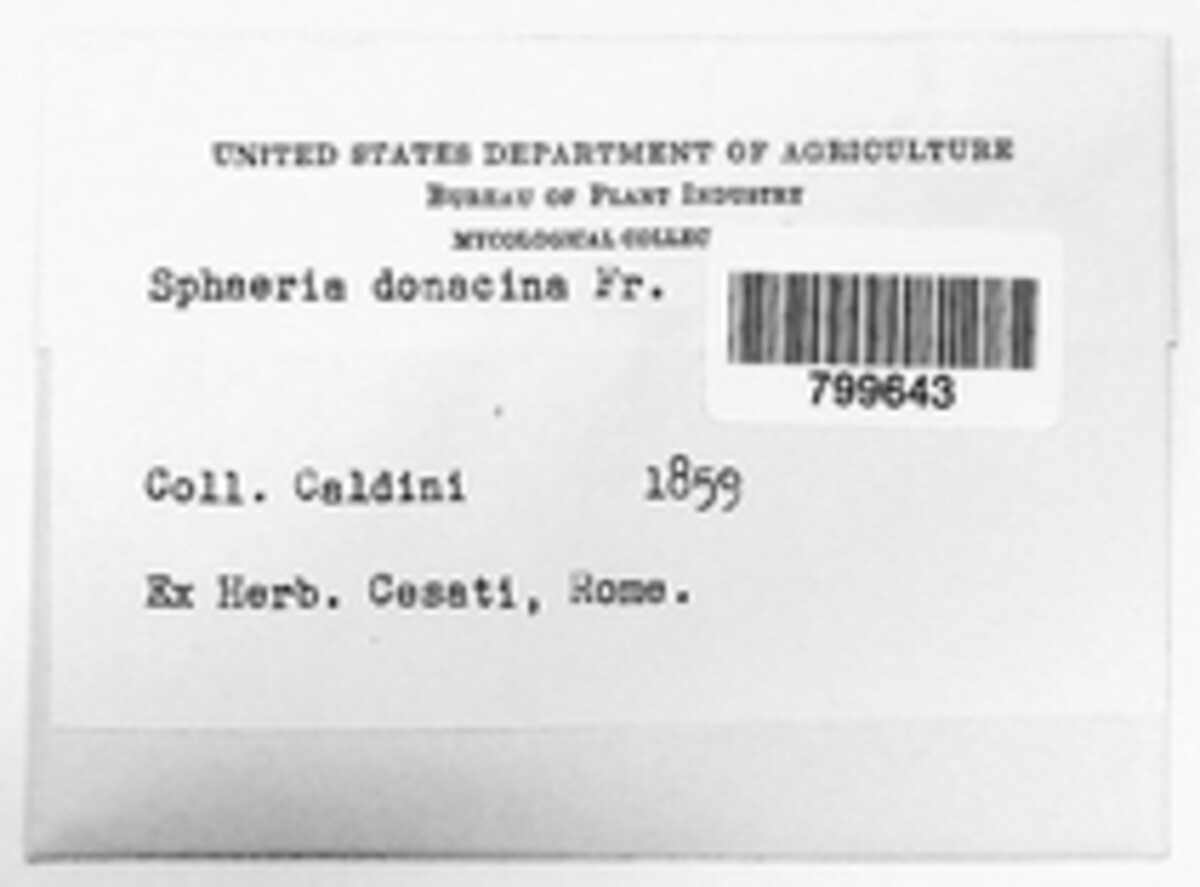 UNITED STATES DEPARTMENT OF AGRICULTURE
BUREAU OF PLANT INDUSTRY
MYCOLOGICAL COLLEC
Sphaeria donacina Fr.
799643
Coll. Caldini 1859
Ex Herb. Cesati, Rome.